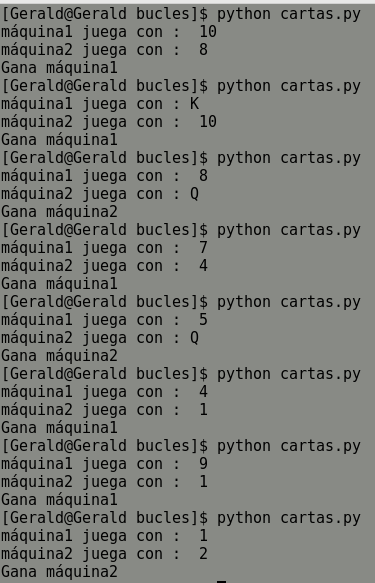 [Gerald@Gerald bucles]$ python cartas.py
máquina1 juega con :  10
máquina2 juega con :  8
Gana máquina1
[Gerald@Gerald bucles]$ python cartas.py
máquina1 juega con : K
máquina2 juega con :  10
Gana máquina1
[Gerald@Gerald bucles]$ python cartas.py
máquina1 juega con :  8
máquina2 juega con : Q
Gana máquina2
[Gerald@Gerald bucles]$ python cartas.py
máquina1 juega con :  7
máquina2 juega con :  4
Gana máquina1
[Gerald@Gerald bucles]$ python cartas.py
máquina1 juega con :  5
máquina2 juega con : Q
Gana máquina2
[Gerald@Gerald bucles]$ python cartas.py
máquina1 juega con :  4
máquina2 juega con :  1
Gana máquina1
[Gerald@Gerald bucles]$ python cartas.py
máquina1 juega con :  9
máquina2 juega con :  1
Gana máquina1
[Gerald@Gerald bucles]$ python cartas.py
máquina1 juega con :  1
máquina2 juega con :  2
Gana máquina2